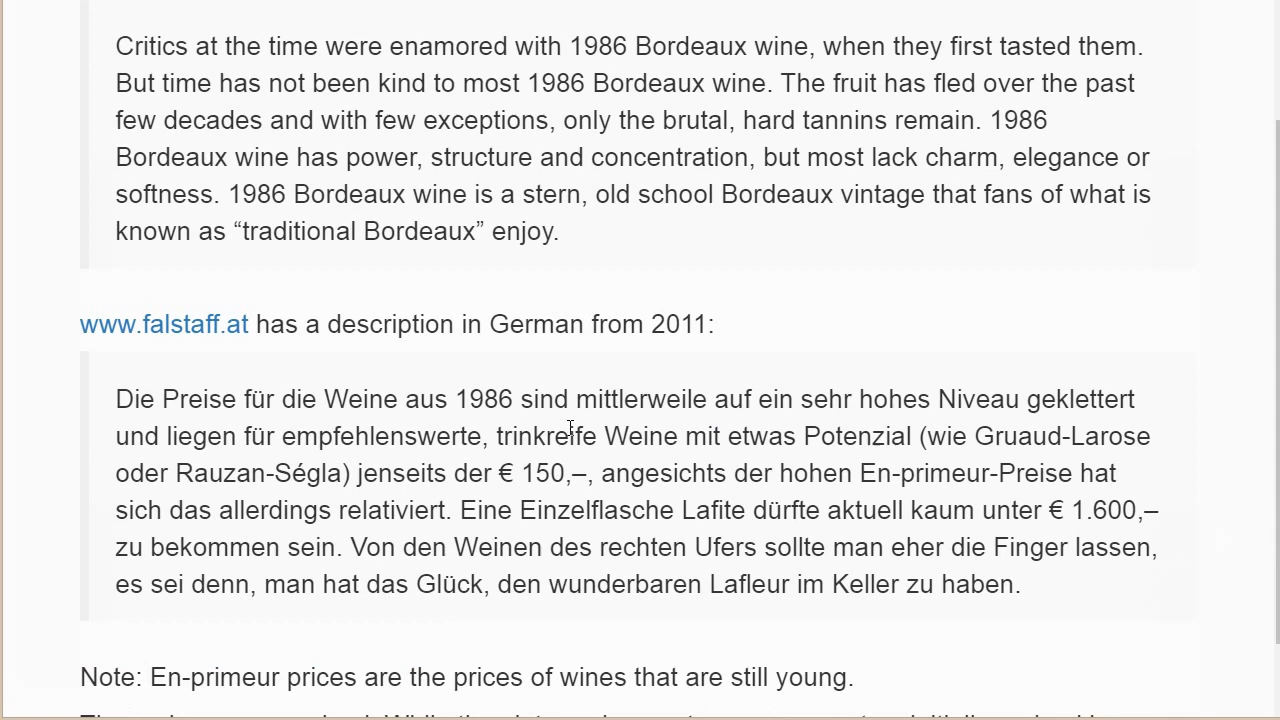 Critics at the time were enamored with 1986 Bordeaux wine, when they first tasted them.
But time has not been kind to most 1986 Bordeaux wine. The fruit has fled over the past
few decades and with few exceptions, only the brutal, hard tannins remain. 1986
Bordeaux wine has power, structure and concentration, but most lack charm, elegance or
softness. 1986 Bordeaux wine is a stern, old school Bordeaux vintage that fans of what is
known as “traditional Bordeaux” enjoy.
www.falstaff.at has a description in German from 2011:
Die Preise für die Weine aus 1986 sind mittlerweile auf ein sehr hohes Niveau geklettert
und liegen für empfehlenswerte, trinkreife Weine mit etwas Potenzial (wie Gruaud-Larose
oder Rauzan-Ségla) jenseits der € 150,–, angesichts der hohen En-primeur-Preise hat
sich das allerdings relativiert. Eine Einzelflasche Lafite dürfte aktuell kaum unter € 1.600,–
zu bekommen sein. Von den Weinen des rechten Ufers sollte man eher die Finger lassen,
es sei denn, man hat das Glück, den wunderbaren Lafleur im Keller zu haben.
Note: En-primeur prices are the prices of wines that are still young.